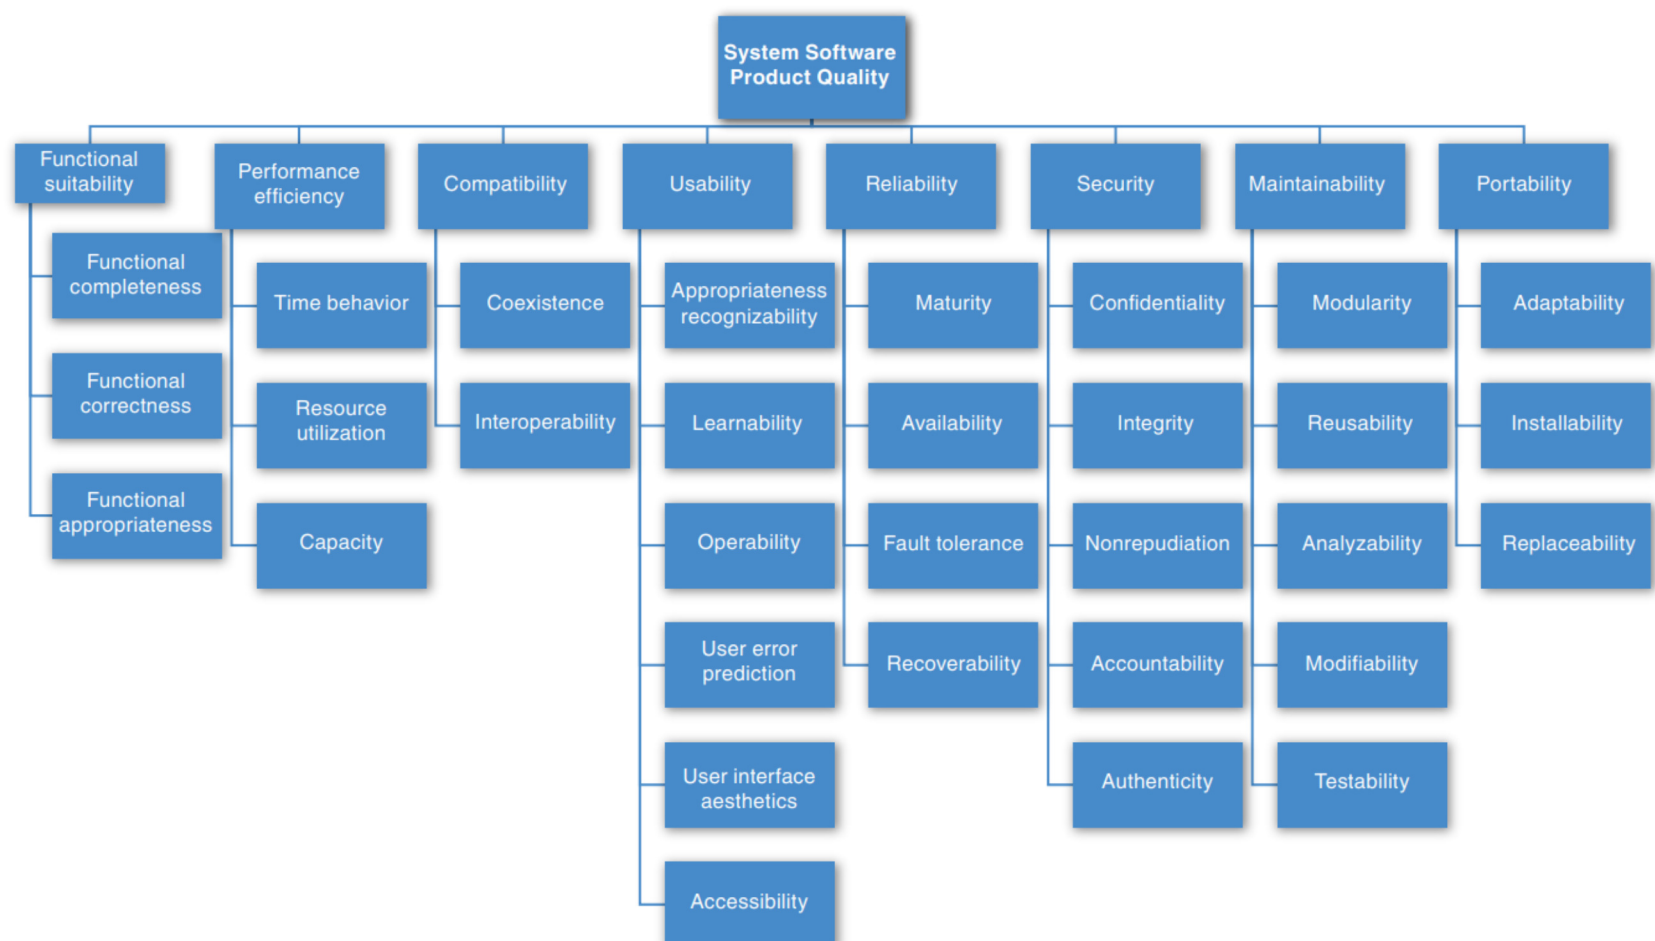 System Software
Product Quality
Functional
suitability
Performance
efficiency
Compatibility
Usability
Reliability
Security
Maintainability
Portability
Functional
completeness
Functional
correctness
Functional
appropriateness
Time behavior
Resource
utilization
Capacity
Coexistence
Interoperability
Appropriateness
recognizability
Learnability
Operability
User error
prediction
User interface
aesthetics
Accessibility
Maturity
Availability
Fault tolerance
Recoverability
Confidentiality
Integrity
Nonrepudiation
Accountability
Authenticity
Modularity
Reusability
Analyzability
Modifiability
Testability
Adaptability
Installability
Replaceability